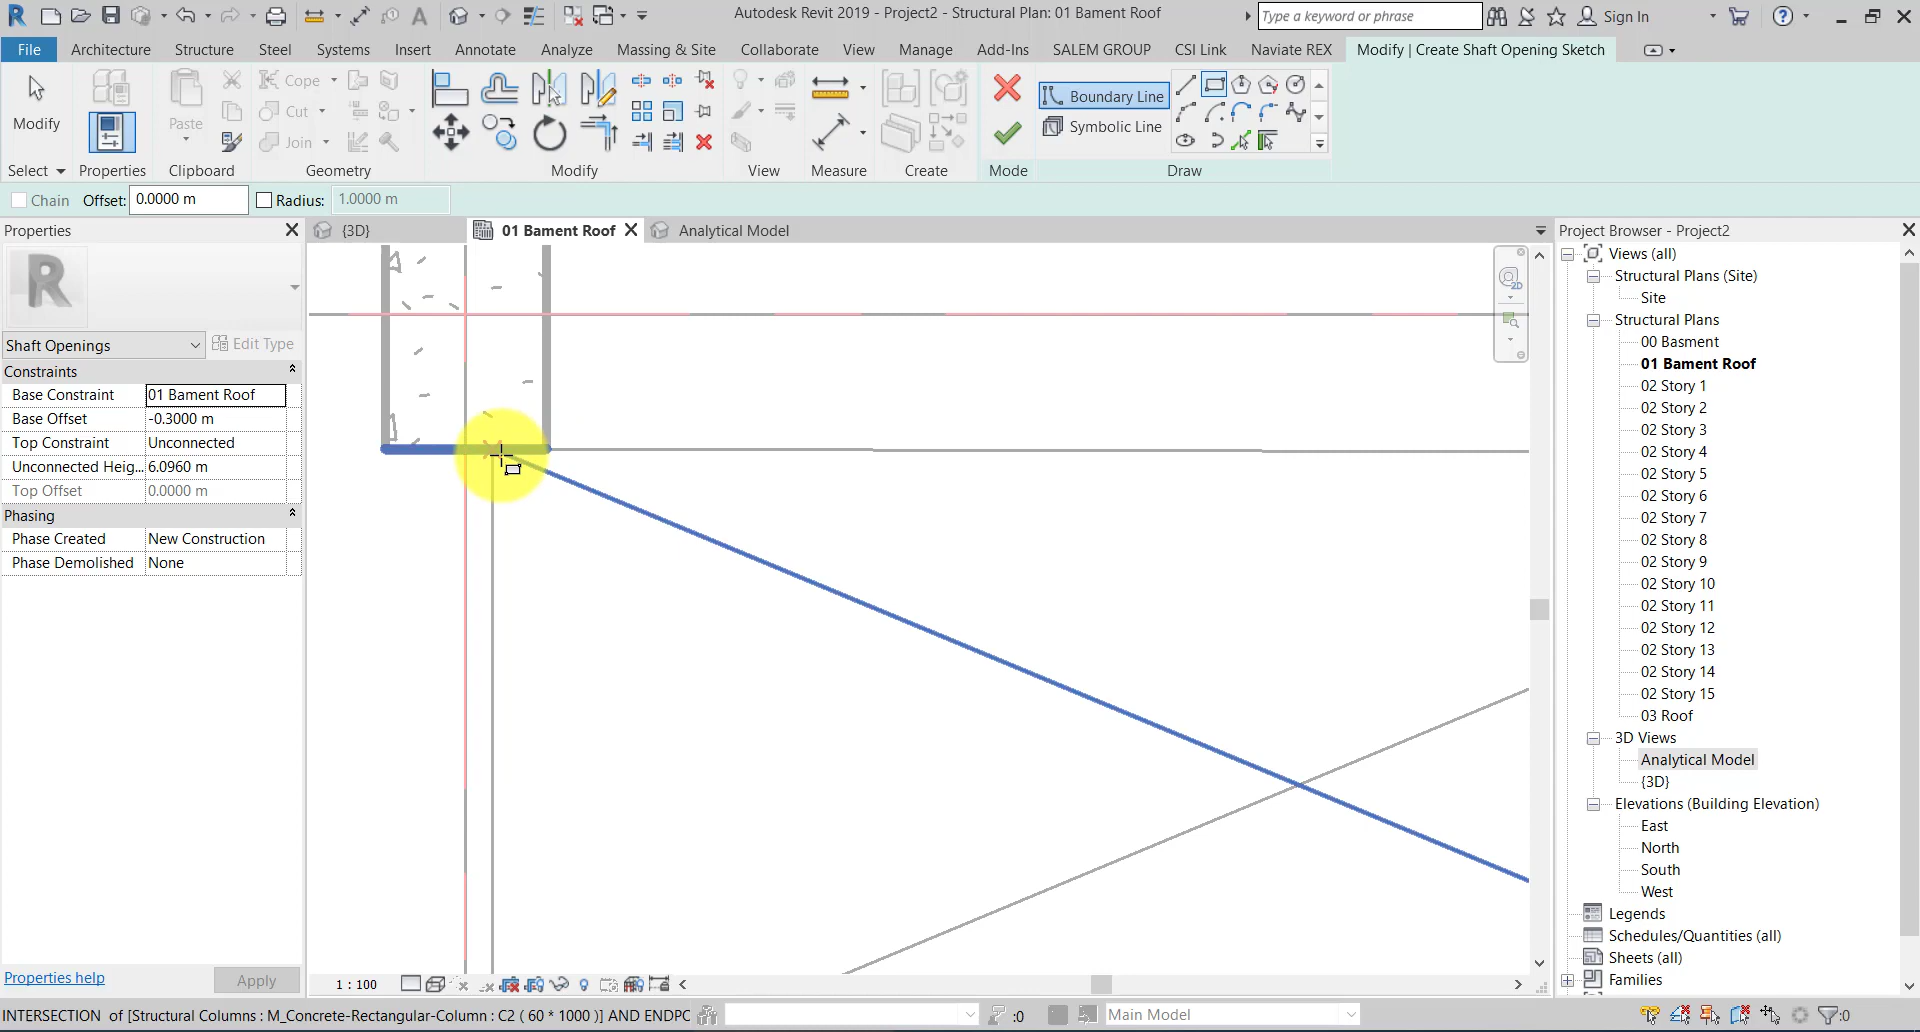 Autodesk Revit 2019 - Project2 - Structural Plan: 01 Bament Roof
Type a keyword or phrase
Sign In
File
Architecture
Structure
Steel
Systems
Insert
Annotate
Analyze
Massing & Site
Collaborate
View
Manage
Add-Ins
SALEM GROUP
CSI Link
Naviate REX
Modify | Create Shaft Opening Sketch
Modify
Paste
Cope
Cut
Join
Boundary Line
Symbolic Line
Select
Properties
Clipboard
Geometry
Modify
View
Measure
Create
Mode
Draw
Chain
Offset:
0.0000 m
Radius:
1.0000 m
Properties
{3D}
01 Bament Roof
Analytical Model
Project Browser - Project2
R
Shaft Openings
Edit Type
Constraints
Base Constraint
01 Bament Roof
Base Offset
-0.3000 m
Top Constraint
Unconnected
Unconnected Heig...
6.0960 m
Top Offset
0.0000 m
Phasing
Phase Created
New Construction
Phase Demolished
None
Properties help
Apply
2D
Views (all)
Structural Plans (Site)
Site
Structural Plans
00 Basment
01 Bament Roof
02 Story 1
02 Story 2
02 Story 3
02 Story 4
02 Story 5
02 Story 6
02 Story 7
02 Story 8
02 Story 9
02 Story 10
02 Story 11
02 Story 12
02 Story 13
02 Story 14
02 Story 15
03 Roof
3D Views
Analytical Model
{3D}
Elevations (Building Elevation)
East
North
South
West
Legends
Schedules/Quantities (all)
Sheets (all)
Families
1 : 100
INTERSECTION of [Structural Columns : M_Concrete-Rectangular-Column : C2 ( 60 * 1000 )] AND ENDPC
:0
Main Model
:0